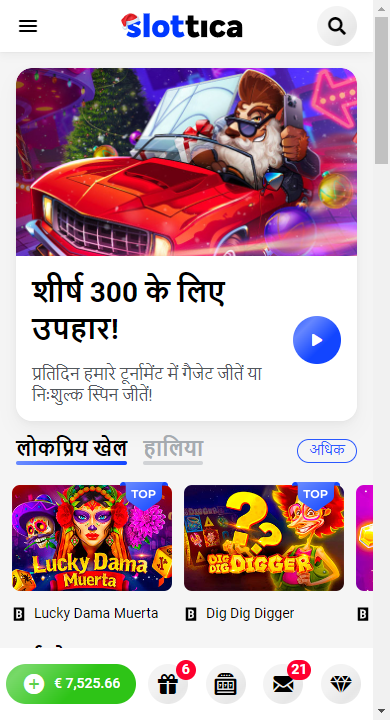 slottica
शीर्ष 300 के लिए
उपहार!
प्रतिदिन हमारे टूर्नामेंट में गैजेट जीतें या
निःशुल्क स्पिन जीतें!
लोकप्रिय खेल हालिया अधिक
TOP TOP
LUCKY DAMA
MUERTA
DIG DIG DIGGER
B Lucky Dama Muerta B Dig Dig Digger B
€ 7,525.66 6 21